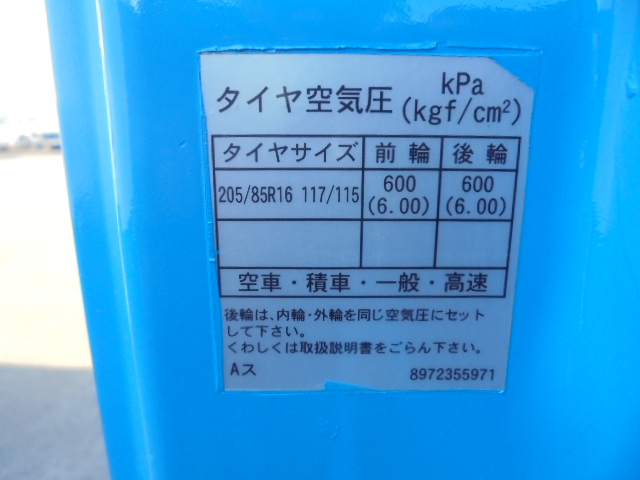 タイヤ空気圧 kPa
(kgf/cm²)
タイヤサイズ 前輪 後輪
205/85R16 117/115 600 600
(6.00) (6.00)
空車・積車・一般・高速
後輪は、内輪・外輪を同じ空気圧にセット
して下さい。
くわしくは取扱説明書をごらん下さい。
Aス 8972355971